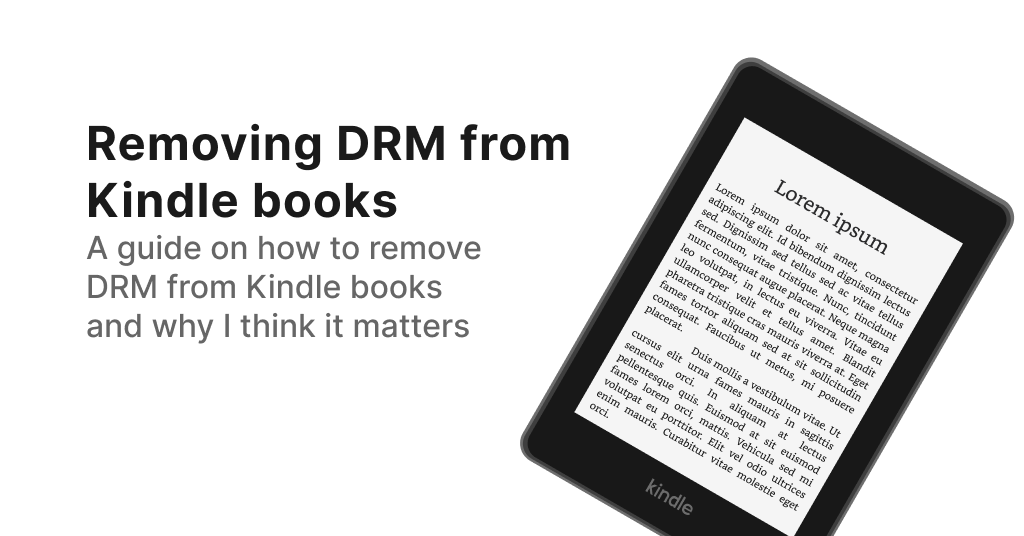 Removing DRM from
Kindle books
A guide on how to remove
DRM from Kindle books
and why I think it matters
Lorem ipsum
Lorem ipsum dolor sit amet, consectetur
adipiscing elit. Id bibendum dignissim lectus
sed. Dignissim sed tellus sed ac vitae tellus
fermentum, vitae tristique. Nunc, tincidunt
nunc consequat augue placerat. Neque magna
leo volutpat, in lectus eu viverra. Vitae eu
ullamcorper velit et tellus amet. Blandit
pharetra tristique cras mauris viverra at. Eget
fames tortor aliquam sed at sit sollicitudin
consequat. Faucibus ut metus, mi posuere
placerat.
Duis mollis a vestibulum vitae. Ut
cursus elit urna fames mauris in sagittis
senectus orci. In aliquam at lectus
pellentesque quis. Euismod at sit euismod
fames lorem orci, mattis. Vehicula sed mi
volutpat eu porttitor. Elit vel odio ultrices
enim mauris. Curabitur vitae molestie eget
orci.
kindle